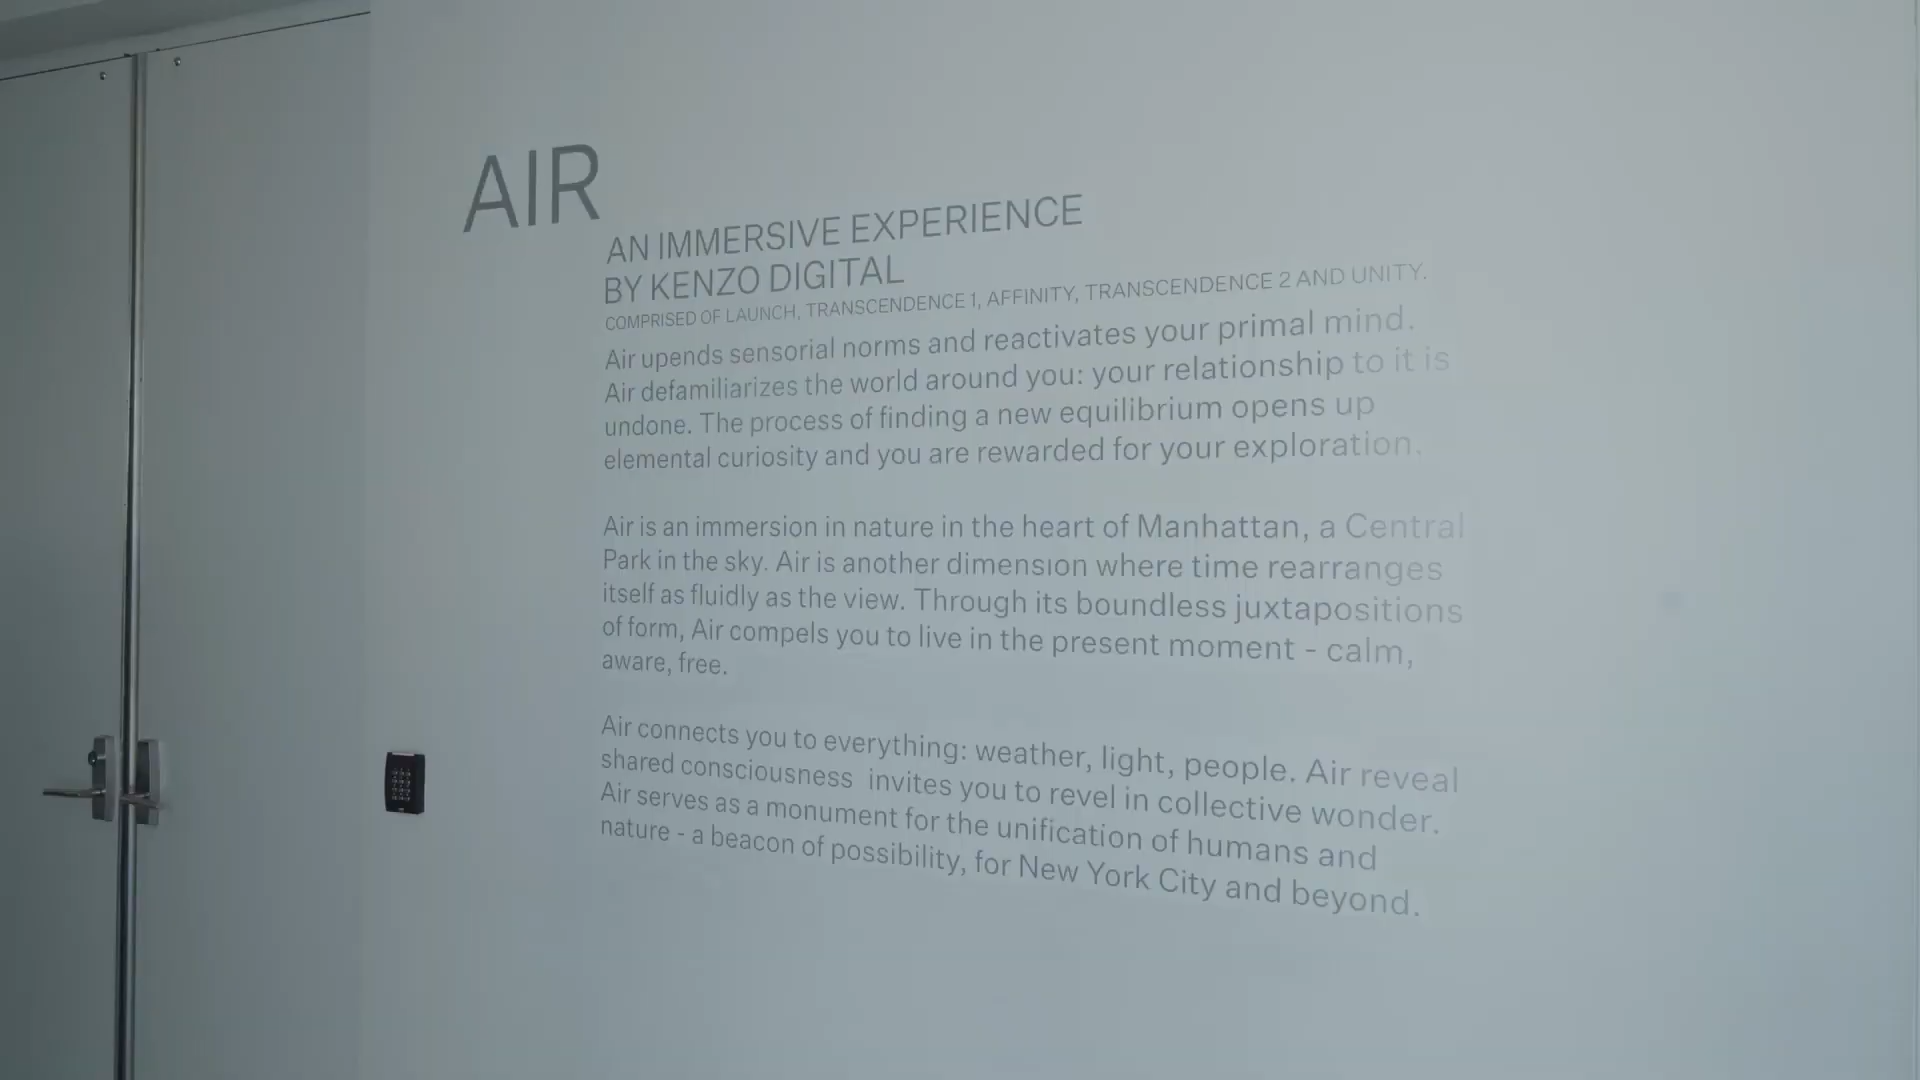 AIR
AN IMMERSIVE EXPERIENCE
BY KENZO DIGITAL
COMPRISED OF LAUNCH, TRANSCENDENCE 1, AFFINITY, TRANSCENDENCE 2 AND UNITY.
Air upends sensorial norms and reactivates your primal mind.
Air defamiliarizes the world around you: your relationship to it is
undone. The process of finding a new equilibrium opens up
elemental curiosity and you are rewarded for your exploration.
Air is an immersion in nature in the heart of Manhattan, a Central
Park in the sky. Air is another dimension where time rearranges
itself as fluidly as the view. Through its boundless juxtapositions
of form, Air compels you to live in the present moment - calm,
aware, free.
Air connects you to everything: weather, light, people. Air reveal
shared consciousness invites you to revel in collective wonder.
Air serves as a monument for the unification of humans and
nature - a beacon of possibility, for New York City and beyond.